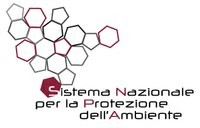 Sistema Nazionale
per la Protezione
dell'Ambiente